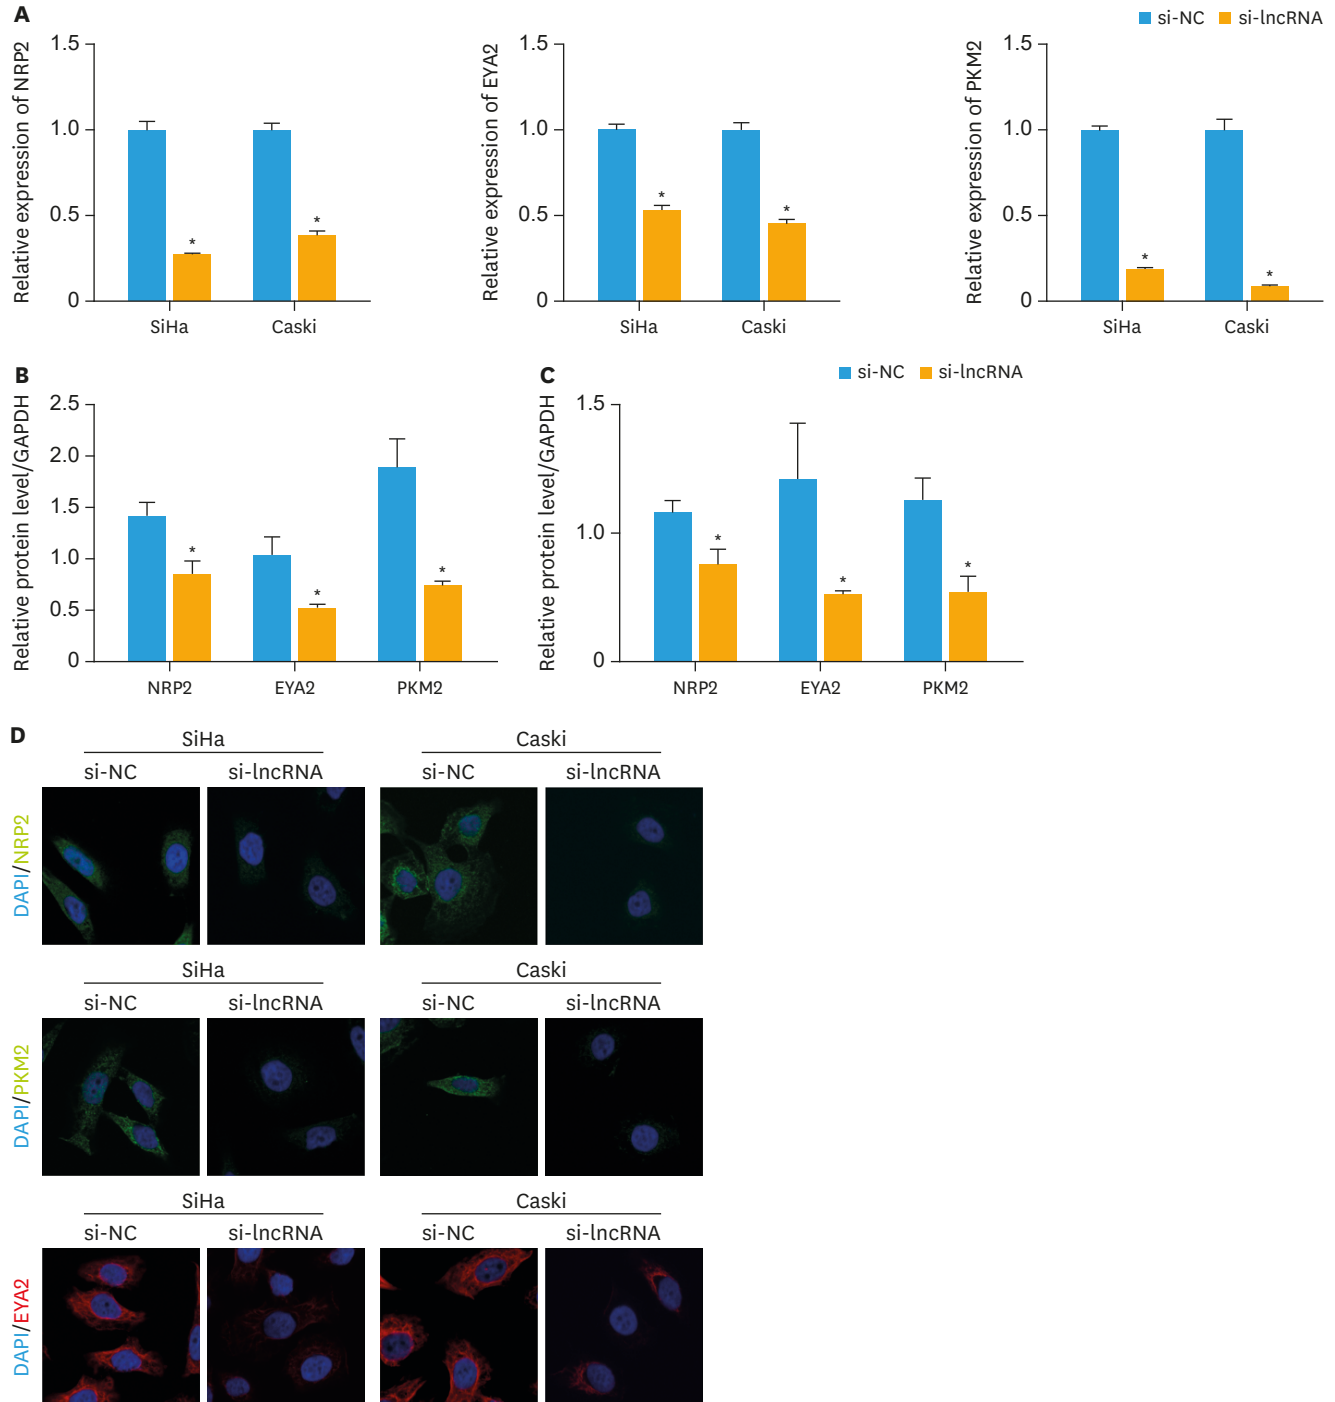 A
si-NC si-lncRNA
Relative expression of NRP2
1.5
1.0
0.5
0
* *
SiHa Caski
Relative expression of EYA2
1.5
1.0
0.5
0
* *
SiHa Caski
Relative expression of PKM2
1.5
1.0
0.5
0
* *
SiHa Caski
B
Relative protein level/GAPDH
2.5
2.0
1.5
1.0
0.5
0
* * *
NRP2 EYA2 PKM2
C
si-NC si-lncRNA
Relative protein level/GAPDH
1.5
1.0
0
* * *
NRP2 EYA2 PKM2
D
SiHa Caski
si-NC si-lncRNA si-NC si-lncRNA
DAPI/NRP2
SiHa Caski
si-NC si-lncRNA si-NC si-lncRNA
DAPI/PKM2
SiHa Caski
si-NC si-lncRNA si-NC si-lncRNA
DAPI/EYA2